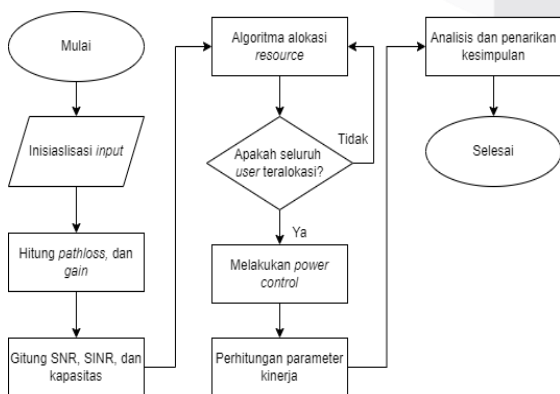 Mulai
Inisiaslisasi input
Hitung pathloss, dan
gain
Gitung SNR, SINR, dan
kapasitas
Algoritma alokasi
resource
Tidak
Apakah seluruh
user teralokasi?
Ya
Melakukan power
control
Perhitungan parameter
kinerja
Analisis dan penarikan
kesimpulan
Selesai